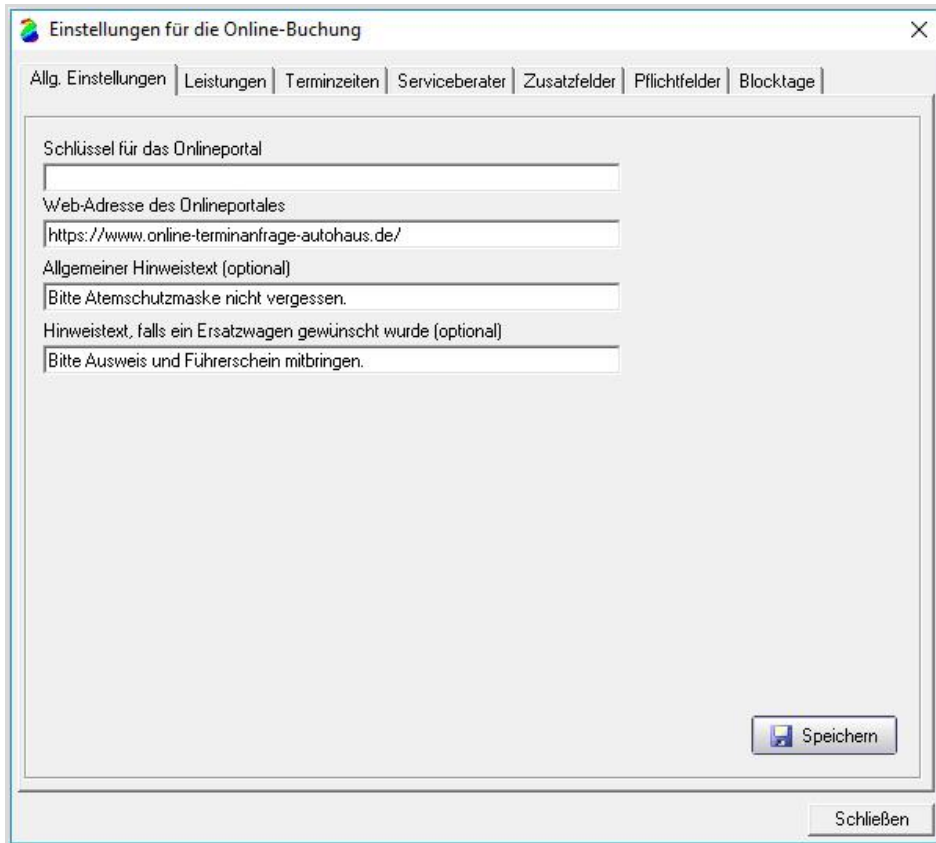 Einstellungen für die Online-Buchung
Allg. Einstellungen Leistungen Terminzeiten Serviceberater Zusatzfelder Pflichtfelder Blocktage
Schlüssel für das Onlineportal
Web-Adresse des Onlineportales
https://www.online-terminanfrage-autohaus.de/
Allgemeiner Hinweistext (optional)
Bitte Atemschutzmaske nicht vergessen.
Hinweistext, falls ein Ersatzwagen gewünscht wurde (optional)
Bitte Ausweis und Führerschein mitbringen.
Speichern
Schließen